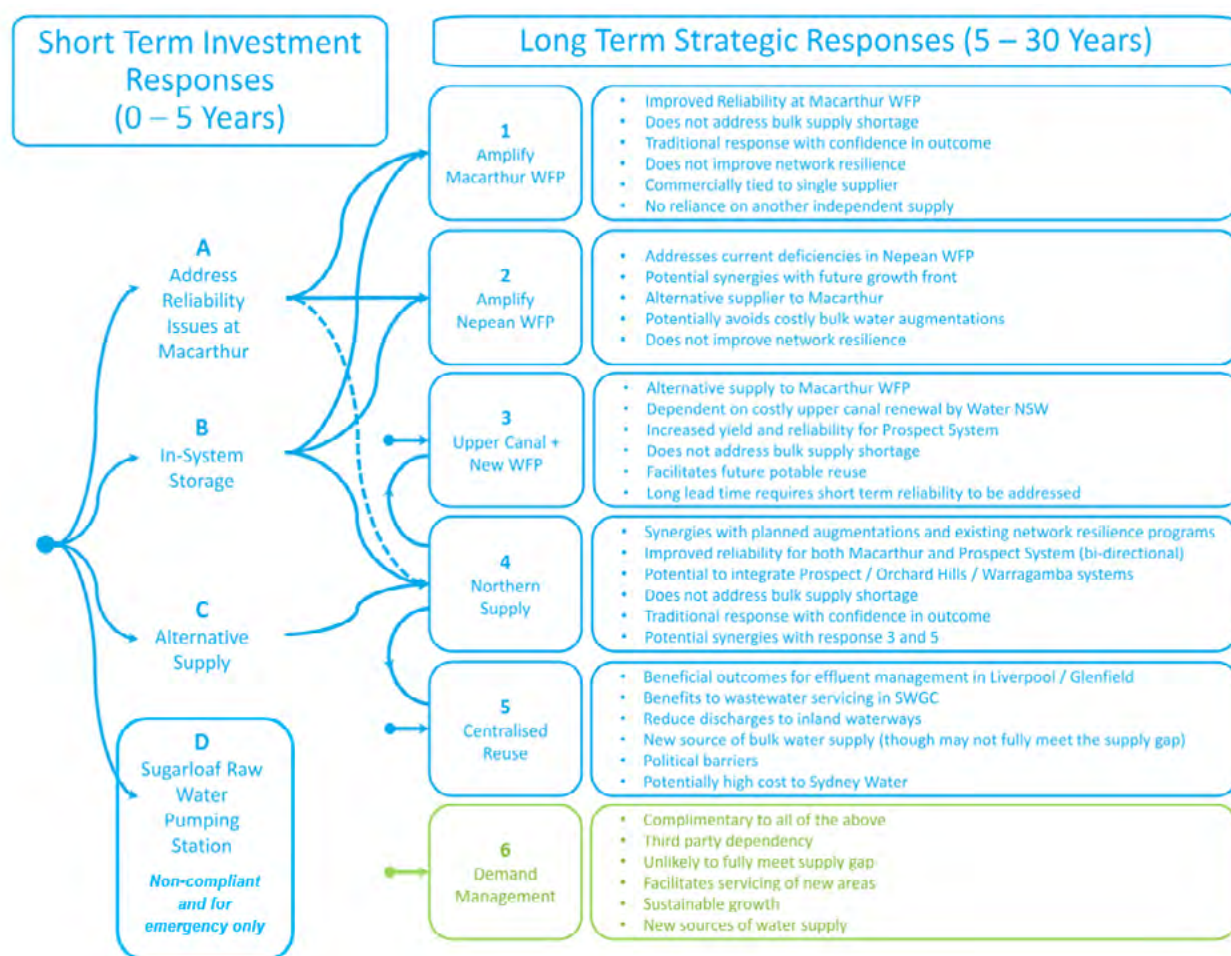 Short Term Investment
Responses
(0 – 5 Years)
Long Term Strategic Responses (5 – 30 Years)
A
Address
Reliability
Issues at
Macarthur
B
In-System
Storage
C
Alternative
Supply
D
Sugarloaf Raw
Water
Pumping
Station
Non-compliant
and for
emergency only
1
Amplify
Macarthur WFP
• Improved Reliability at Macarthur WFP
• Does not address bulk supply shortage
• Traditional response with confidence in outcome
• Does not improve network resilience
• Commercially tied to single supplier
• No reliance on another independent supply
2
Amplify
Nepean WFP
• Addresses current deficiencies in Nepean WFP
• Potential synergies with future growth front
• Alternative supplier to Macarthur
• Potentially avoids costly bulk water augmentations
• Does not improve network resilience
3
Upper Canal +
New WFP
• Alternative supply to Macarthur WFP
• Dependent on costly upper canal renewal by Water NSW
• Increased yield and reliability for Prospect System
• Does not address bulk supply shortage
• Facilitates future potable reuse
• Long lead time requires short term reliability to be addressed
4
Northern
Supply
• Synergies with planned augmentations and existing network resilience programs
• Improved reliability for both Macarthur and Prospect System (bi-directional)
• Potential to integrate Prospect / Orchard Hills / Warragamba systems
• Does not address bulk supply shortage
• Traditional response with confidence in outcome
• Potential synergies with response 3 and 5
5
Centralised
Reuse
• Beneficial outcomes for effluent management in Liverpool / Glenfield
• Benefits to wastewater servicing in SWGC
• Reduce discharges to inland waterways
• New source of bulk water supply (though may not fully meet the supply gap)
• Political barriers
• Potentially high cost to Sydney Water
6
Demand
Management
• Complimentary to all of the above
• Third party dependency
• Unlikely to fully meet supply gap
• Facilitates servicing of new areas
• Sustainable growth
• New sources of water supply